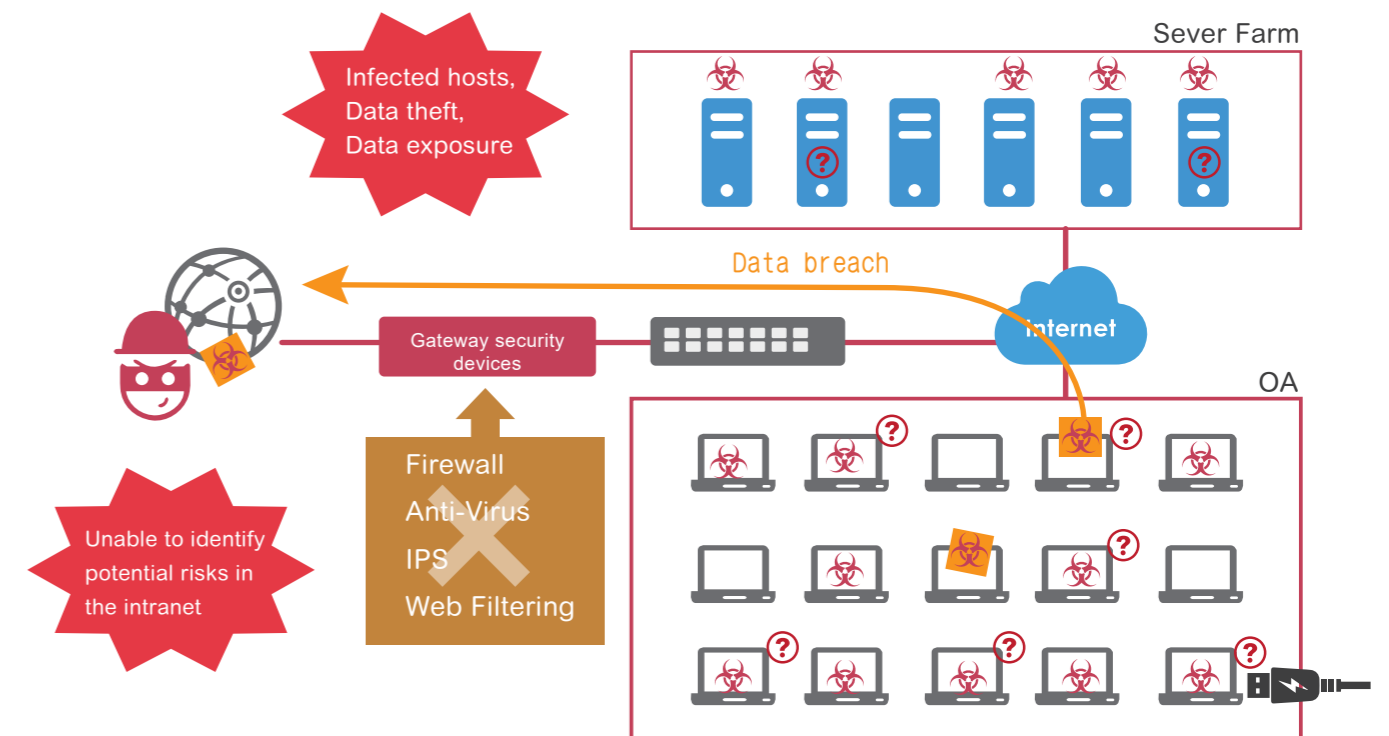 Sever Farm
Infected hosts,
Data theft,
Data exposure
?
?
Data breach
Internet
Gateway security
devices
OA
?
?
Firewall
Anti-Virus
IPS
Web Filtering
Unable to identify
potential risks in
the intranet
?
?
?
?